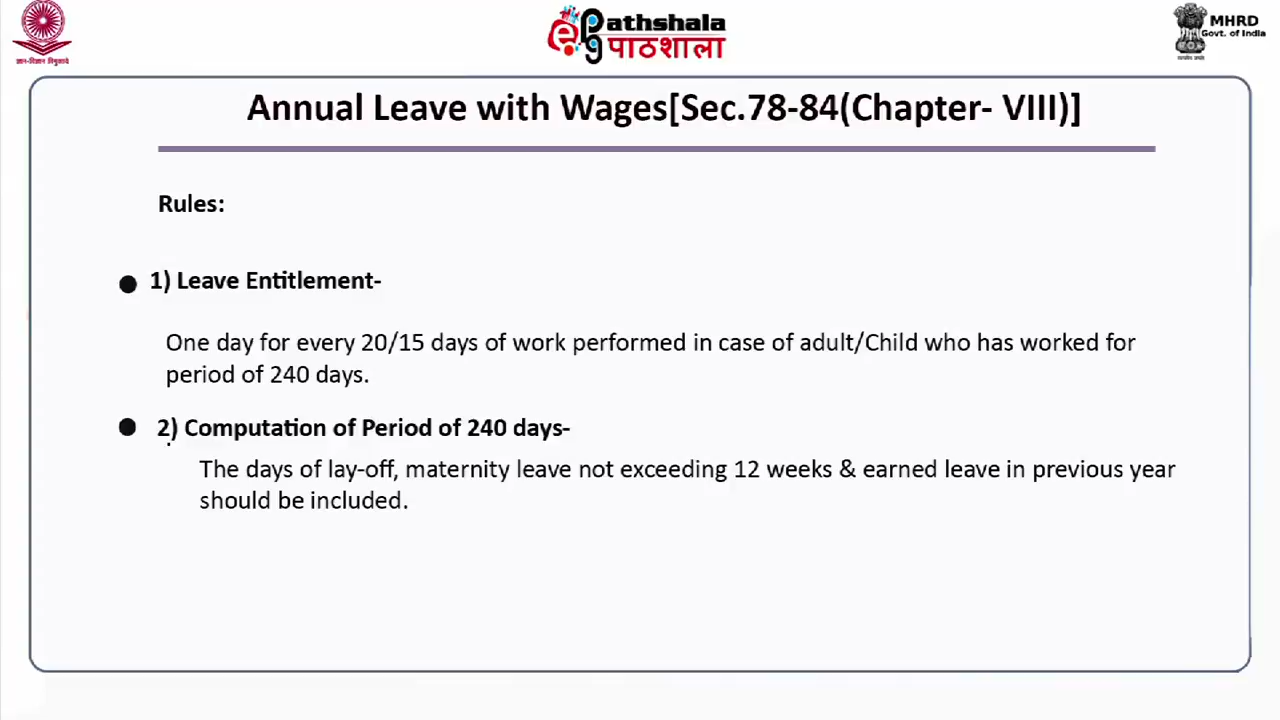 ePathshala
पाठशाला
MHRD
Govt. of India
ज्ञान-विज्ञान विमुक्तये
Annual Leave with Wages[Sec.78-84(Chapter- VIII)]
Rules:
● 1) Leave Entitlement-
One day for every 20/15 days of work performed in case of adult/Child who has worked for
period of 240 days.
● 2) Computation of Period of 240 days-
The days of lay-off, maternity leave not exceeding 12 weeks & earned leave in previous year
should be included.